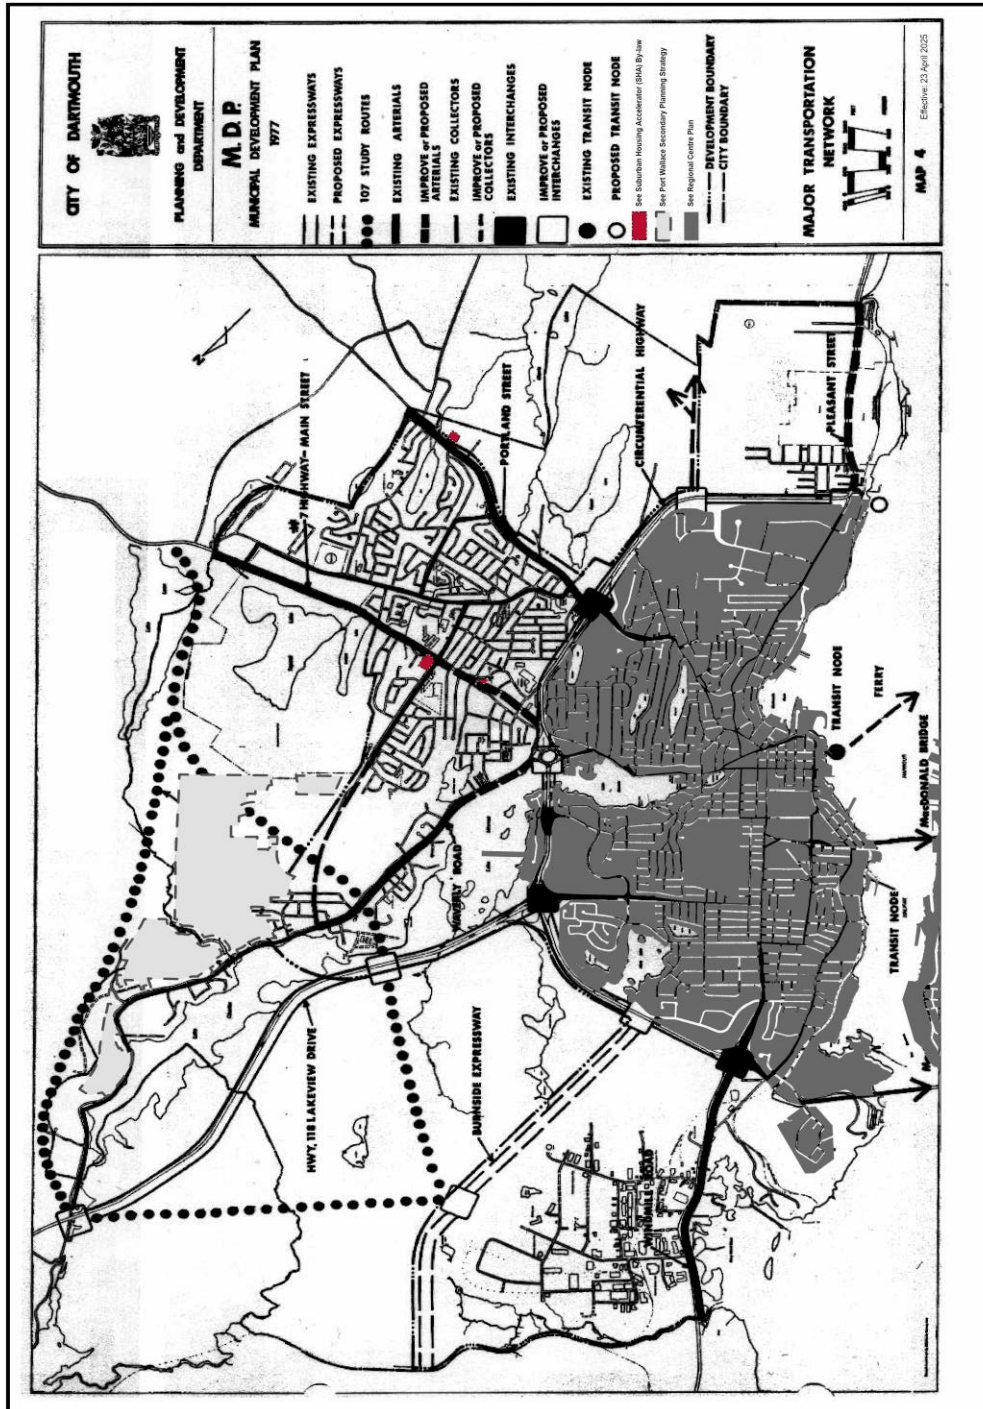 CITY OF DARTMOUTH
PLANNING and DEVELOPMENT
DEPARTMENT
M.D.P.
MUNICIPAL DEVELOPMENT PLAN
1977
EXISTING EXPRESSWAYS
PROPOSED EXPRESSWAYS
107 STUDY ROUTES
EXISTING ARTERIALS
IMPROVE or PROPOSED
ARTERIALS
EXISTING COLLECTORS
IMPROVE or PROPOSED
COLLECTORS
EXISTING INTERCHANGES
IMPROVE or PROPOSED
INTERCHANGES
EXISTING TRANSIT NODE
PROPOSED TRANSIT NODE
See Suburban Housing Accelerator (SHA) By-law
See Port Wallace Secondary Planning Strategy
See Regional Centre Plan
DEVELOPMENT BOUNDARY
CITY BOUNDARY
MAJOR TRANSPORTATION
NETWORK
MAP 4
Effective: 23 April 2025
N
# 7 HIGHWAY - MAIN STREET
PORTLAND STREET
CIRCUMFERENTIAL HIGHWAY
PLEASANT STREET
TRANSIT NODE
FERRY
MacDONALD BRIDGE
TRANSIT NODE
WAVERLY ROAD
HWY, 118 LAKEVIEW DRIVE
BURNSIDE EXPRESSWAY
WINDMILL ROAD
M